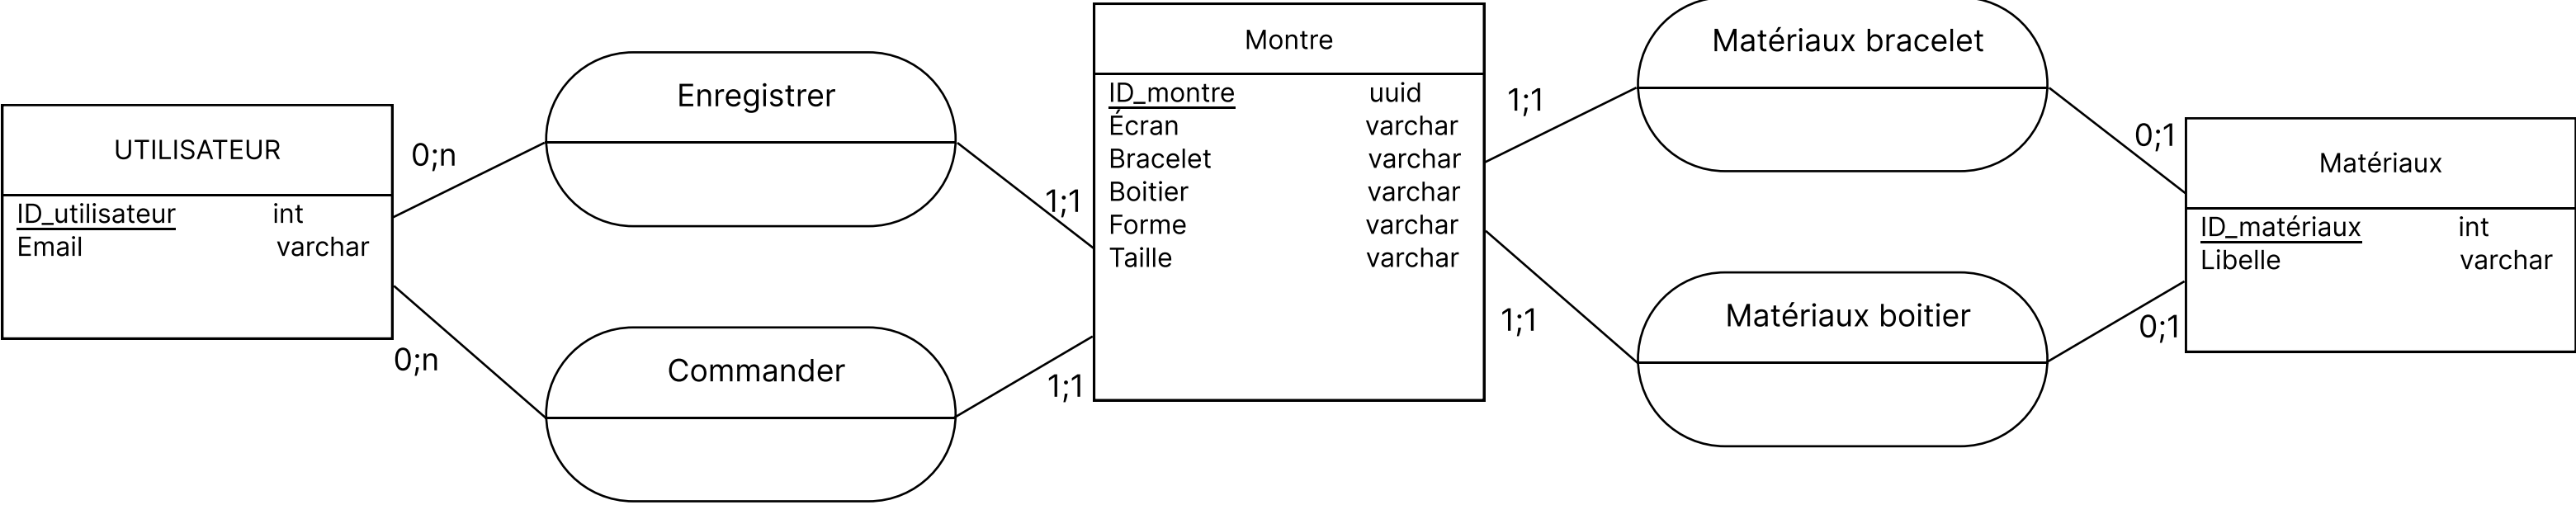 UTILISATEUR
ID_utilisateur int
Email varchar
0;n
0;n
Enregistrer
Commander
1;1
1;1
Montre
ID_montre uuid
Écran varchar
Bracelet varchar
Boitier varchar
Forme varchar
Taille varchar
1;1
1;1
Matériaux bracelet
Matériaux boitier
0;1
0;1
Matériaux
ID_matériaux int
Libelle varchar